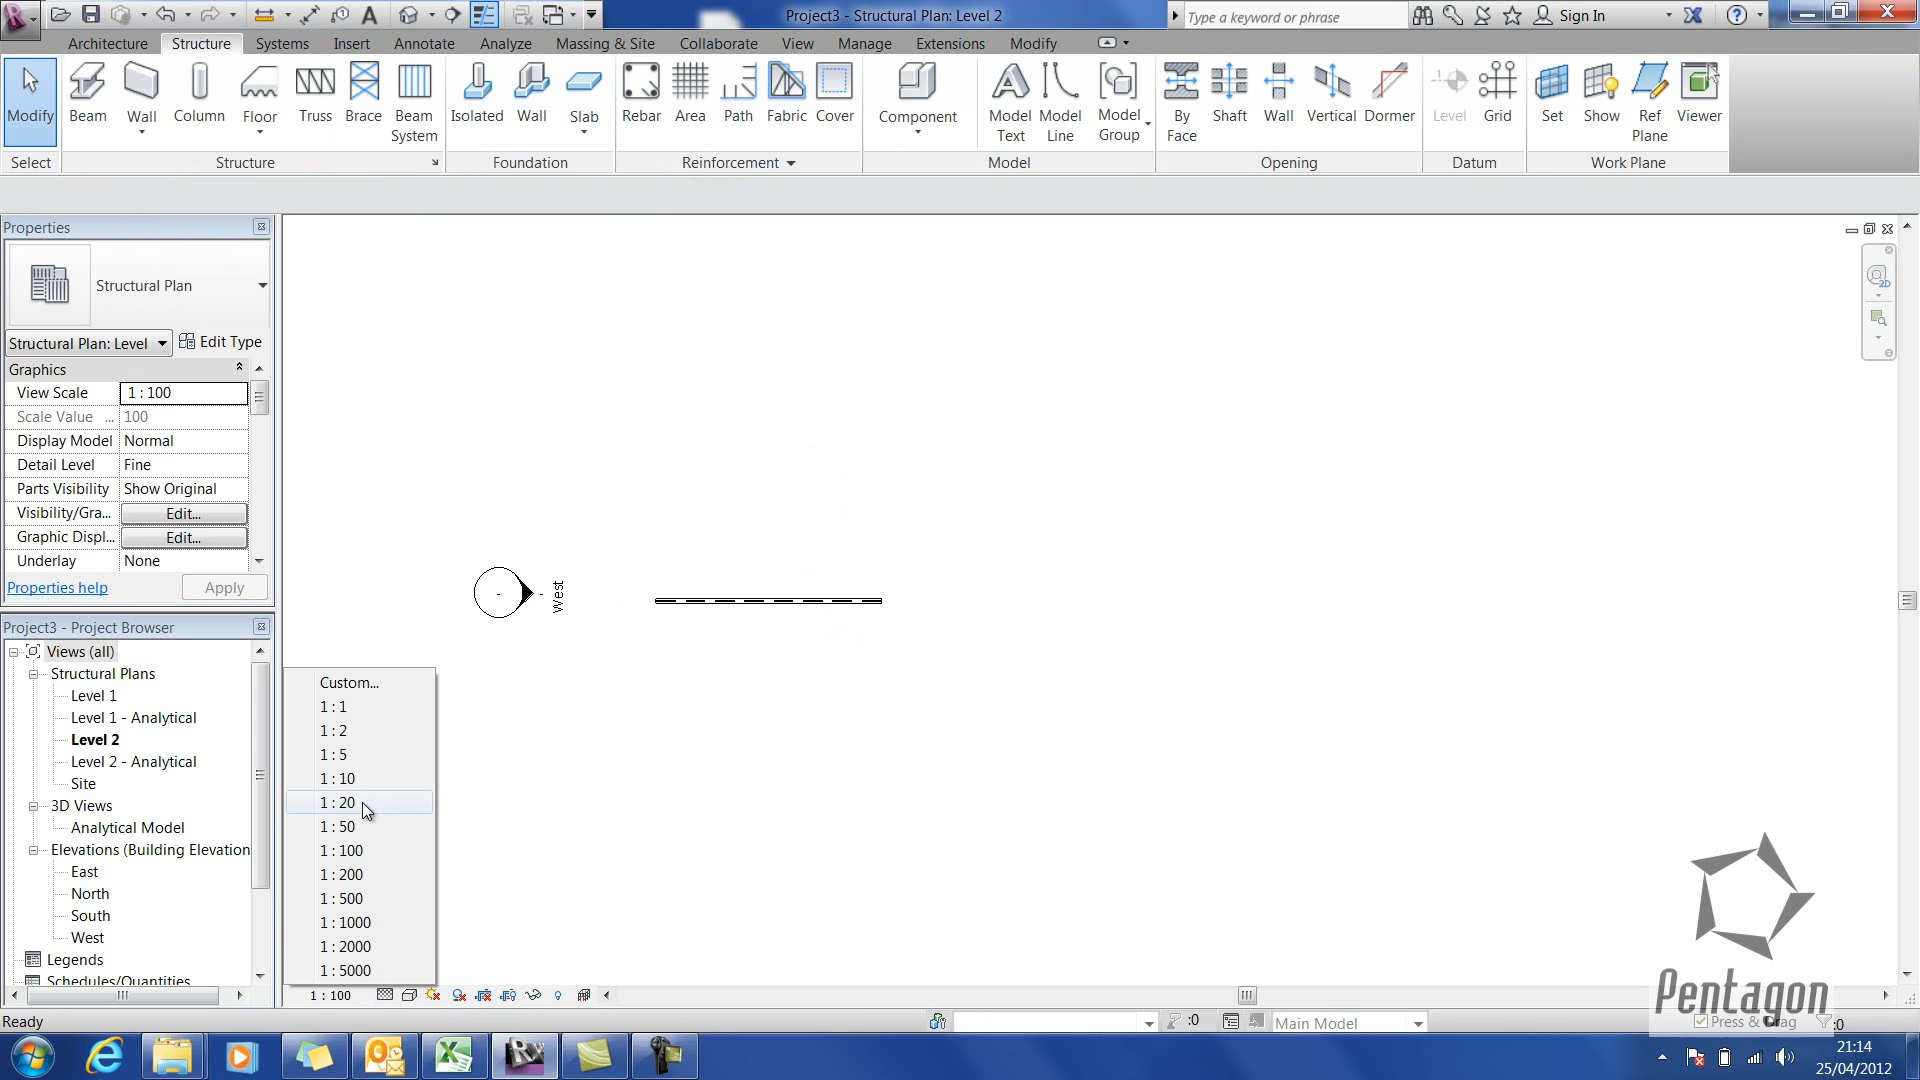 Project3 - Structural Plan: Level 2
Type a keyword or phrase
Sign In
Architecture Structure Systems Insert Annotate Analyze Massing & Site Collaborate View Manage Extensions Modify
Modify Beam Wall Column Floor Truss Brace Beam System Isolated Wall Slab Rebar Area Path Fabric Cover Component Model Text Model Line Model Group By Face Shaft Wall Vertical Dormer Level Grid Set Show Ref Plane Viewer
Select Structure Foundation Reinforcement Model Opening Datum Work Plane
Properties
Structural Plan
Structural Plan: Level Edit Type
Graphics
View Scale 1 : 100
Scale Value ... 100
Display Model Normal
Detail Level Fine
Parts Visibility Show Original
Visibility/Gra... Edit...
Graphic Displ... Edit...
Underlay None
Properties help Apply
Project3 - Project Browser
Views (all)
Structural Plans
Level 1
Level 1 - Analytical
Level 2
Level 2 - Analytical
Site
3D Views
Analytical Model
Elevations (Building Elevation
East
North
South
West
Legends
Schedules/Quantities
West
Custom...
1 : 1
1 : 2
1 : 5
1 : 10
1 : 20
1 : 50
1 : 100
1 : 200
1 : 500
1 : 1000
1 : 2000
1 : 5000
1 : 100
2D
Pentagon
Ready
:0
Main Model
Press & Drag
:0
21:14
25/04/2012